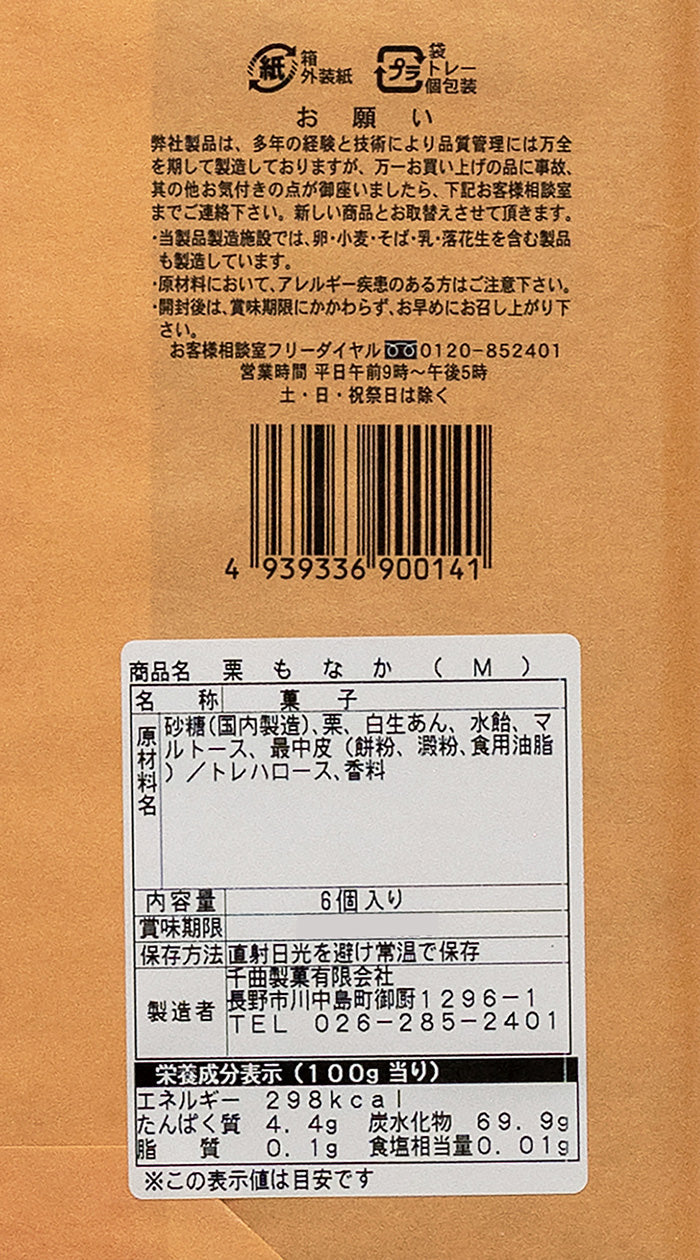 紙 箱
外装紙
プラ 袋
トレー
個包装
お願い
弊社製品は、多年の経験と技術により品質管理には万全
を期して製造しておりますが、万一お買い上げの品に事故、
其の他お気付きの点が御座いましたら、下記お客様相談室
までご連絡下さい。新しい商品とお取替えさせて頂きます。
・当製品製造施設では、卵・小麦・そば・乳・落花生を含む製品
も製造しています。
・原材料において、アレルギー疾患のある方はご注意下さい。
・開封後は、賞味期限にかかわらず、お早めにお召し上がり下
さい。
お客様相談室フリーダイヤル0120-852401
営業時間 平日午前9時〜午後5時
土・日・祝祭日は除く
4 939336 900141
商品名 栗もなか(M)
名称 菓子
原材料名 砂糖(国内製造)、栗、白生あん、水飴、マ
ルトース、最中皮(餅粉、澱粉、食用油脂
)/トレハロース、香料
内容量 6個入り
賞味期限
保存方法 直射日光を避け常温で保存
製造者 千曲製菓有限会社
長野市川中島町御厨1296-1
TEL 026-285-2401
栄養成分表示(100g当り)
エネルギー 298kcal
たんぱく質 4.4g 炭水化物 69.9g
脂質 0.1g 食塩相当量0.01g
※この表示値は目安です